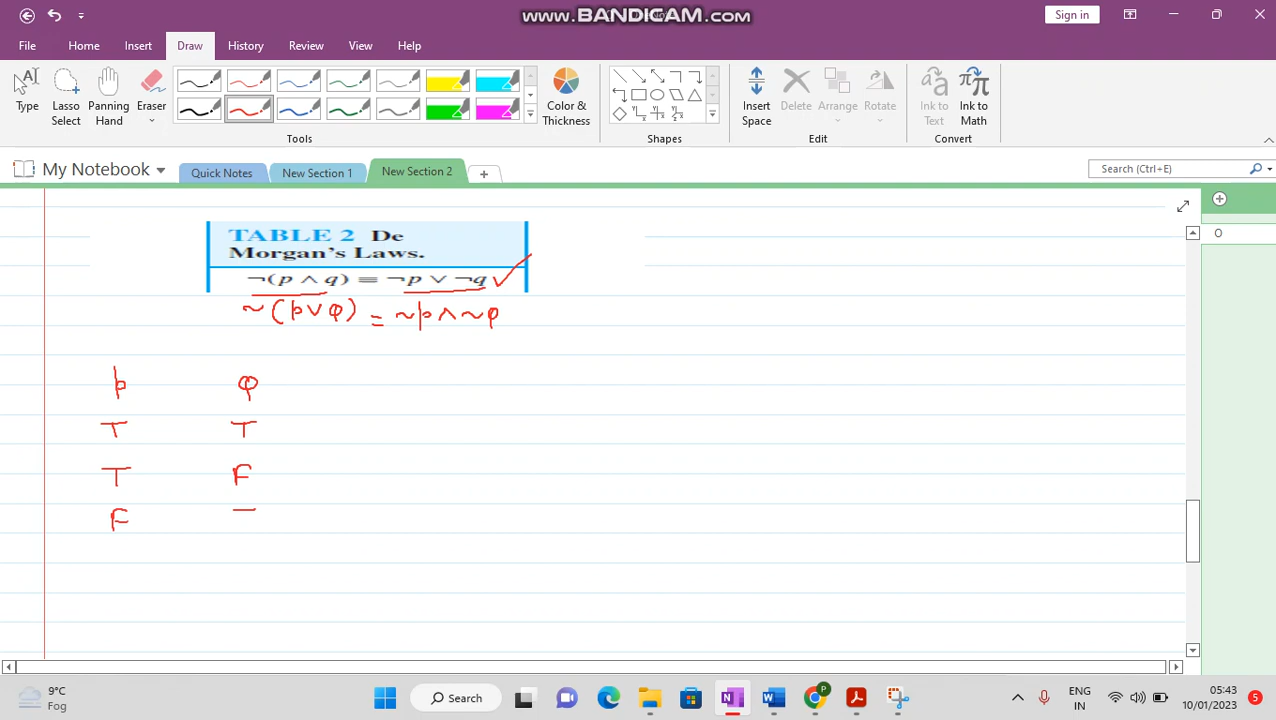 www.BANDICAM.com
Sign in
File Home Insert Draw History Review View Help
Type Lasso Select Panning Hand Eraser Color & Thickness Insert Space Delete Arrange Rotate Ink to Text Ink to Math
Tools Shapes Edit Convert
My Notebook Quick Notes New Section 1 New Section 2 Search (Ctrl+E)
O
TABLE 2 De
Morgan's Laws.
¬(p ∧ q) ≡ ¬p ∨ ¬q
~(p∨q) = ~p∧~q
p q
T T
T F
F
9°C
Fog
Search
ENG
IN
05:43
10/01/2023
5